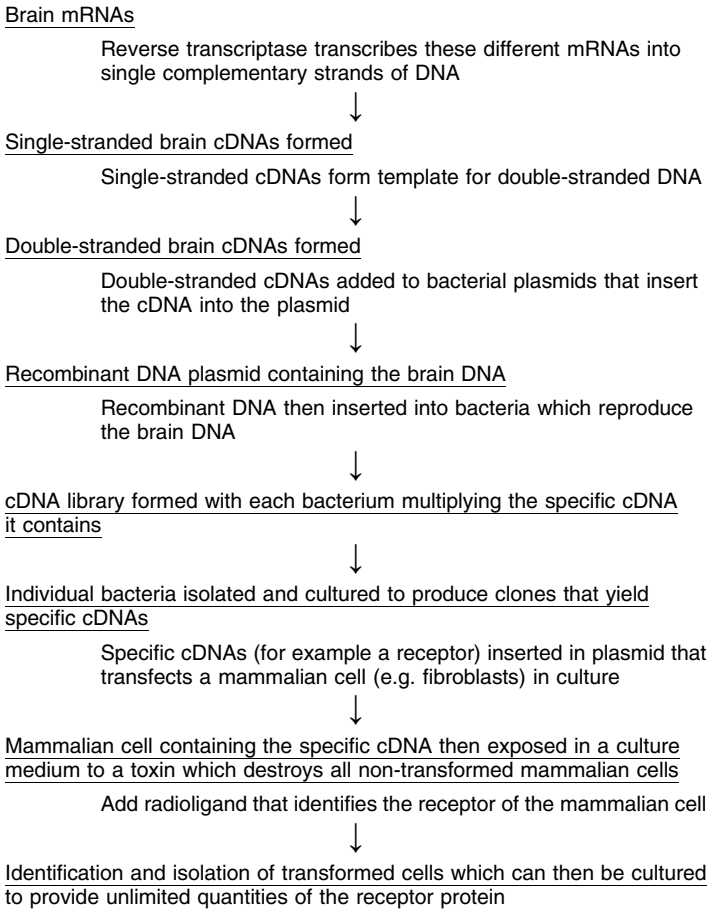 Brain mRNAs
Reverse transcriptase transcribes these different mRNAs into
single complementary strands of DNA
Single-stranded brain cDNAs formed
Single-stranded cDNAs form template for double-stranded DNA
Double-stranded brain cDNAs formed
Double-stranded cDNAs added to bacterial plasmids that insert
the cDNA into the plasmid
Recombinant DNA plasmid containing the brain DNA
Recombinant DNA then inserted into bacteria which reproduce
the brain DNA
cDNA library formed with each bacterium multiplying the specific cDNA
it contains
Individual bacteria isolated and cultured to produce clones that yield
specific cDNAs
Specific cDNAs (for example a receptor) inserted in plasmid that
transfects a mammalian cell (e.g. fibroblasts) in culture
Mammalian cell containing the specific cDNA then exposed in a culture
medium to a toxin which destroys all non-transformed mammalian cells
Add radioligand that identifies the receptor of the mammalian cell
Identification and isolation of transformed cells which can then be cultured
to provide unlimited quantities of the receptor protein